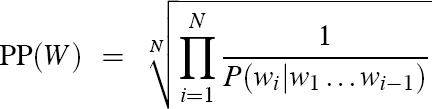 PP(W) = \sqrt[N]{\prod_{i=1}^{N} \frac{1}{P(w_i|w_1 \ldots w_{i-1})}}